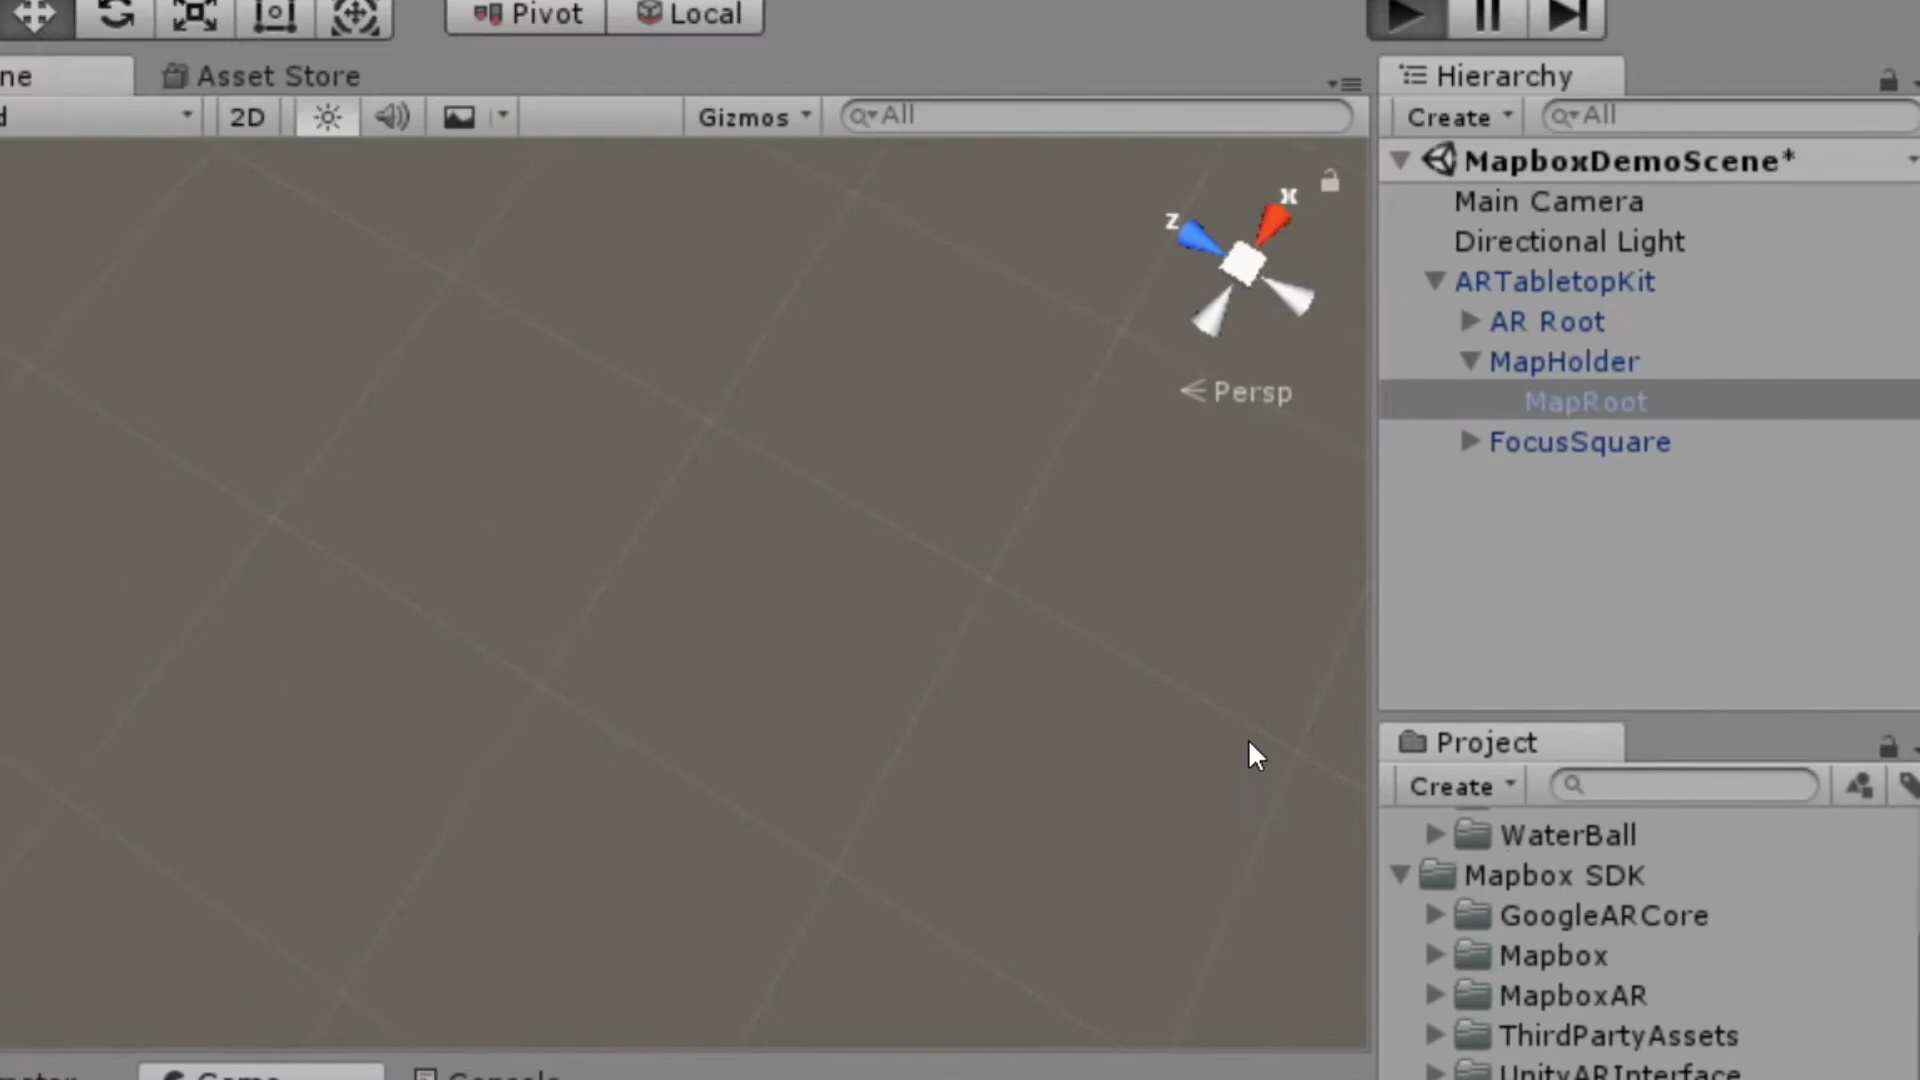 Pivot Local
ne Asset Store
2D Gizmos All
x
z
Persp
Hierarchy
Create All
MapboxDemoScene*
Main Camera
Directional Light
ARTabletopKit
AR Root
MapHolder
MapRoot
FocusSquare
Project
Create
WaterBall
Mapbox SDK
GoogleARCore
Mapbox
MapboxAR
ThirdPartyAssets
UnityARInterface
Game Console